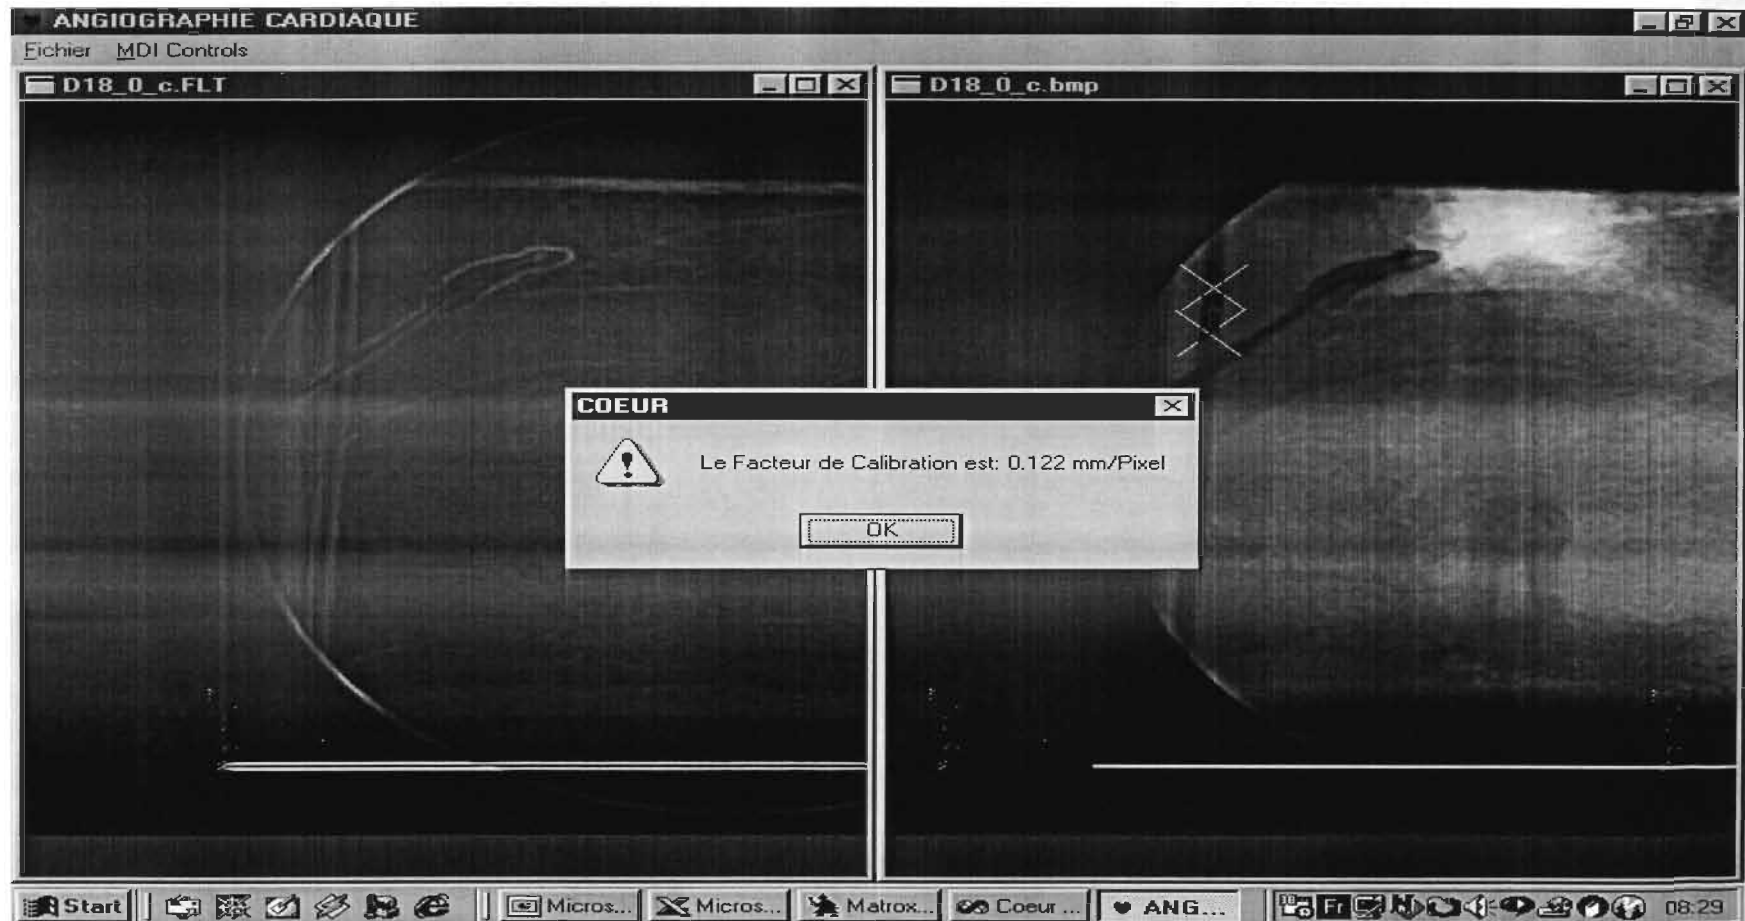 ANGIOGRAPHIE CARDIAQUE
Fichier MDI Controls
D18_0_c.FLT
D18_0_c.bmp
COEUR
Le Facteur de Calibration est: 0.122 mm/Pixel
OK
Start
Micros...
Micros...
Matrox...
Coeur ...
ANG...
Fr
08:29